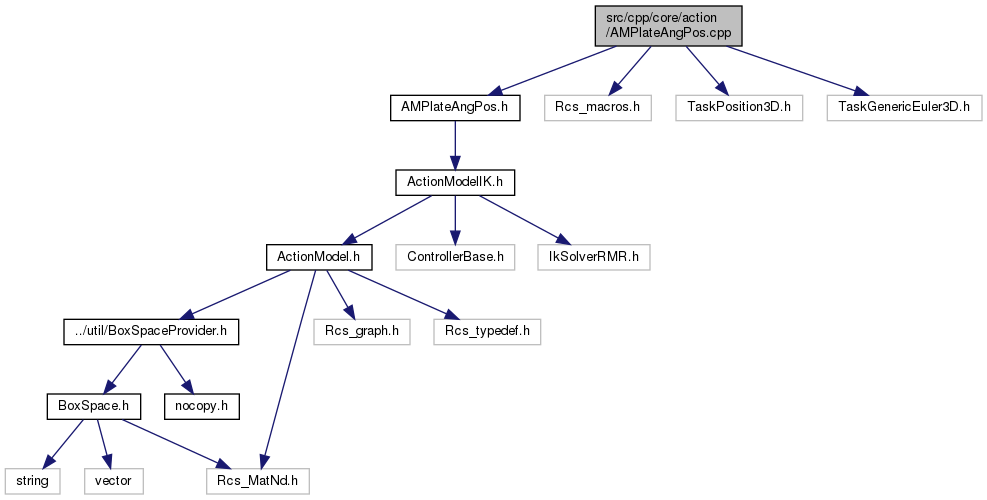 src/cpp/core/action
/AMPlateAngPos.cpp
AMPlateAngPos.h
Rcs_macros.h
TaskPosition3D.h
TaskGenericEuler3D.h
ActionModelIK.h
ActionModel.h
ControllerBase.h
IkSolverRMR.h
../util/BoxSpaceProvider.h
Rcs_graph.h
Rcs_typedef.h
BoxSpace.h
nocopy.h
string
vector
Rcs_MatNd.h